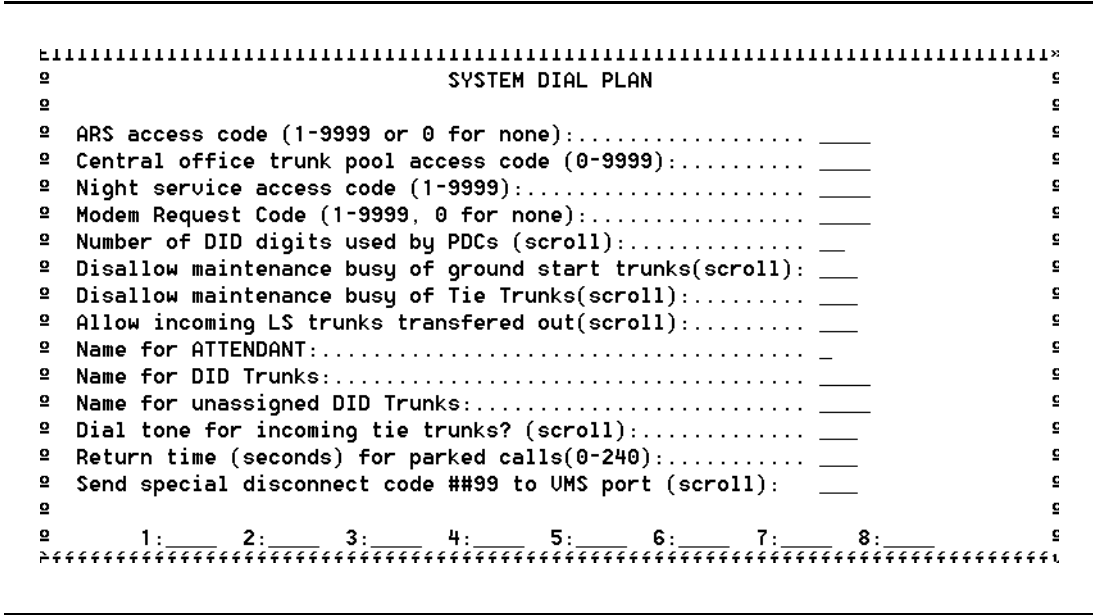 SYSTEM DIAL PLAN
ARS access code (1-9999 or 0 for none):................... ____
Central office trunk pool access code (0-9999):.......... ____
Night service access code (1-9999):...................... ____
Modem Request Code (1-9999, 0 for none):................. ____
Number of DID digits used by PDCs (scroll):.............. __
Disallow maintenance busy of ground start trunks(scroll): ___
Disallow maintenance busy of Tie Trunks(scroll):......... ___
Allow incoming LS trunks transfered out(scroll):......... ___
Name for ATTENDANT:...................................... _
Name for DID Trunks:..................................... ____
Name for unassigned DID Trunks:.......................... ____
Dial tone for incoming tie trunks? (scroll):............. ___
Return time (seconds) for parked calls(0-240):........... ___
Send special disconnect code ##99 to VMS port (scroll): ___
1:____ 2:____ 3:____ 4:____ 5:____ 6:____ 7:____ 8:____